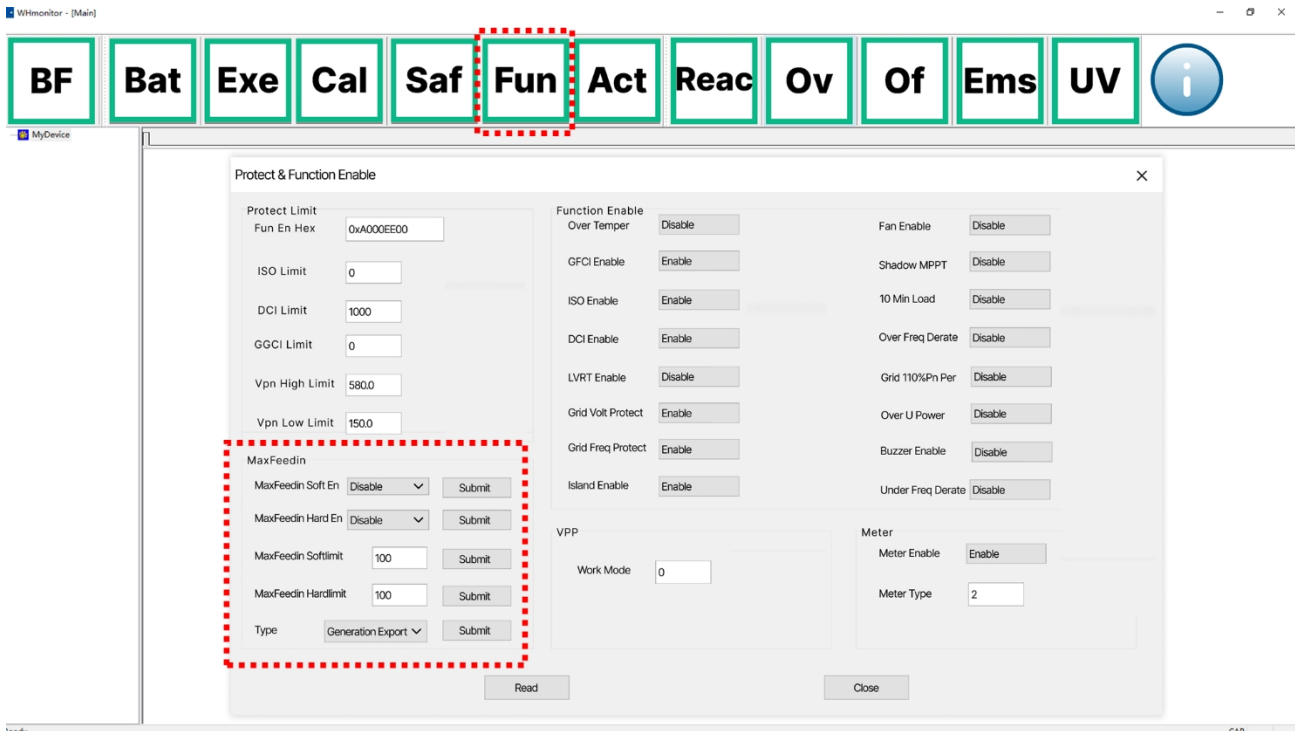 WHmonitor - [Main]
BF Bat Exe Cal Saf Fun Act Reac Ov Of Ems UV i
MyDevice
Protect & Function Enable
Protect Limit
Fun En Hex 0xA000EE00
ISO Limit 0
DCI Limit 1000
GGCI Limit 0
Vpn High Limit 580.0
Vpn Low Limit 150.0
MaxFeedin
MaxFeedin Soft En Disable Submit
MaxFeedin Hard En Disable Submit
MaxFeedin Softlimit 100 Submit
MaxFeedin Hardlimit 100 Submit
Type Generation Export Submit
Function Enable
Over Temper Disable
GFCI Enable Enable
ISO Enable Enable
DCI Enable Enable
LVRT Enable Disable
Grid Volt Protect Enable
Grid Freq Protect Enable
Island Enable Enable
Fan Enable Disable
Shadow MPPT Disable
10 Min Load Disable
Over Freq Derate Disable
Grid 110%Pn Per Disable
Over U Power Disable
Buzzer Enable Disable
Under Freq Derate Disable
VPP
Work Mode 0
Meter
Meter Enable Enable
Meter Type 2
Read Close